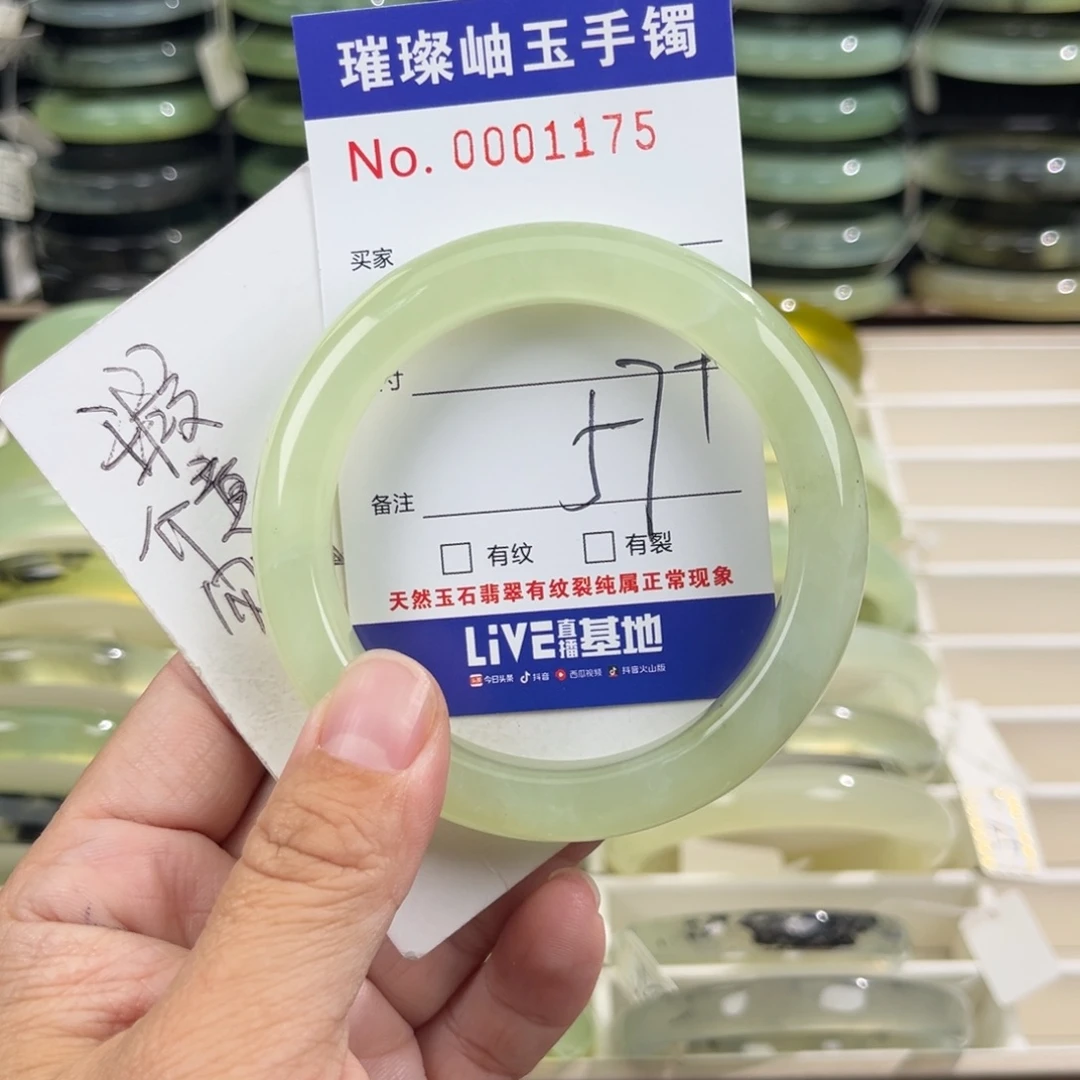 璀璨岫玉手镯
No. 0001175
买家
寸
57
备注
有纹 有裂
天然玉石翡翠有纹裂纯属正常现象
LiVE直播基地
今日头条 抖音 西瓜视频 抖音火山版